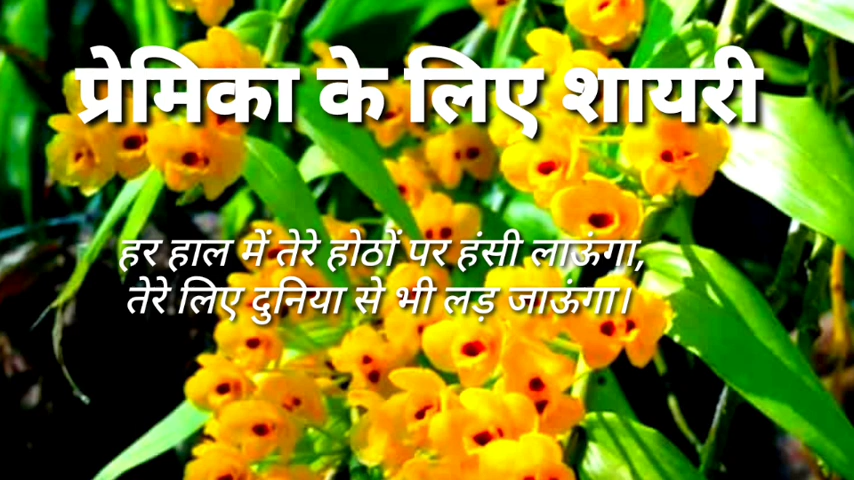 प्रेमिका के लिए शायरी
हर हाल में तेरे होठों पर हंसी लाऊंगा,
तेरे लिए दुनिया से भी लड़ जाऊंगा।